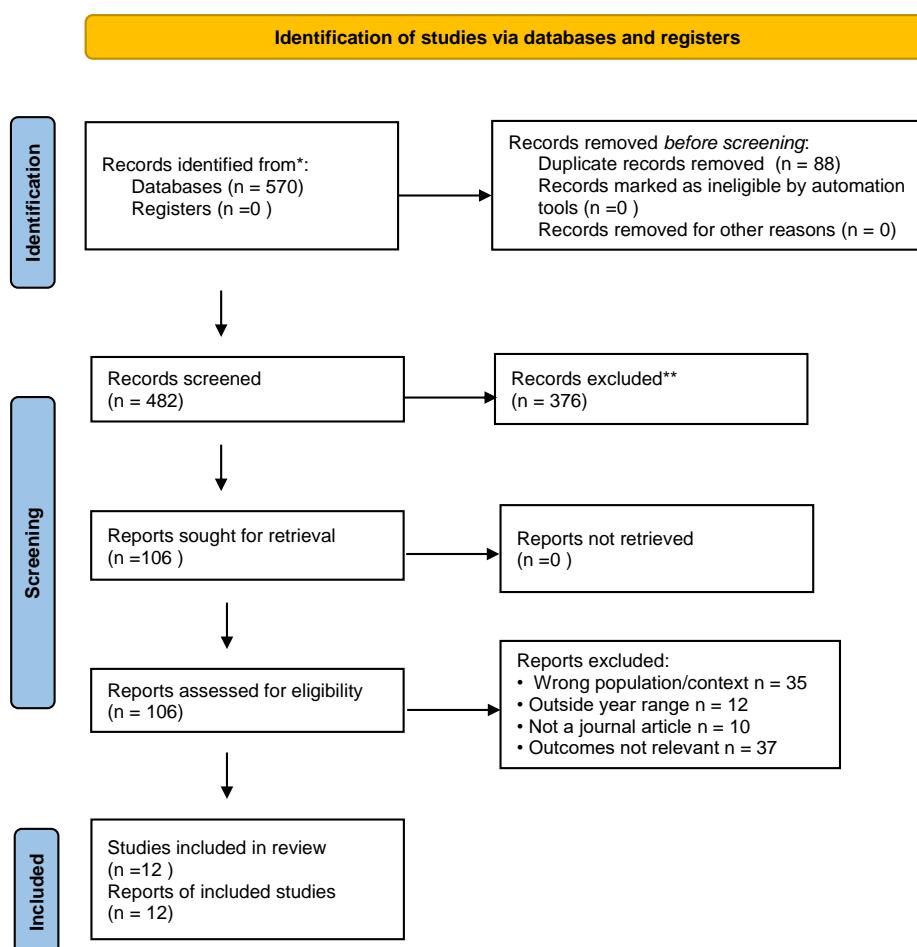 Identification of studies via databases and registers
Identification
Records identified from*:
Databases (n = 570)
Registers (n =0 )
Records removed before screening:
Duplicate records removed  (n = 88)
Records marked as ineligible by automation
tools (n =0 )
Records removed for other reasons (n = 0)
Screening
Records screened
(n = 482)
Records excluded**
(n = 376)
Reports sought for retrieval
(n =106 )
Reports not retrieved
(n =0 )
Reports assessed for eligibility
(n = 106)
Reports excluded:
• Wrong population/context n = 35
• Outside year range n = 12
• Not a journal article n = 10
• Outcomes not relevant n = 37
Included
Studies included in review
(n =12 )
Reports of included studies
(n = 12)